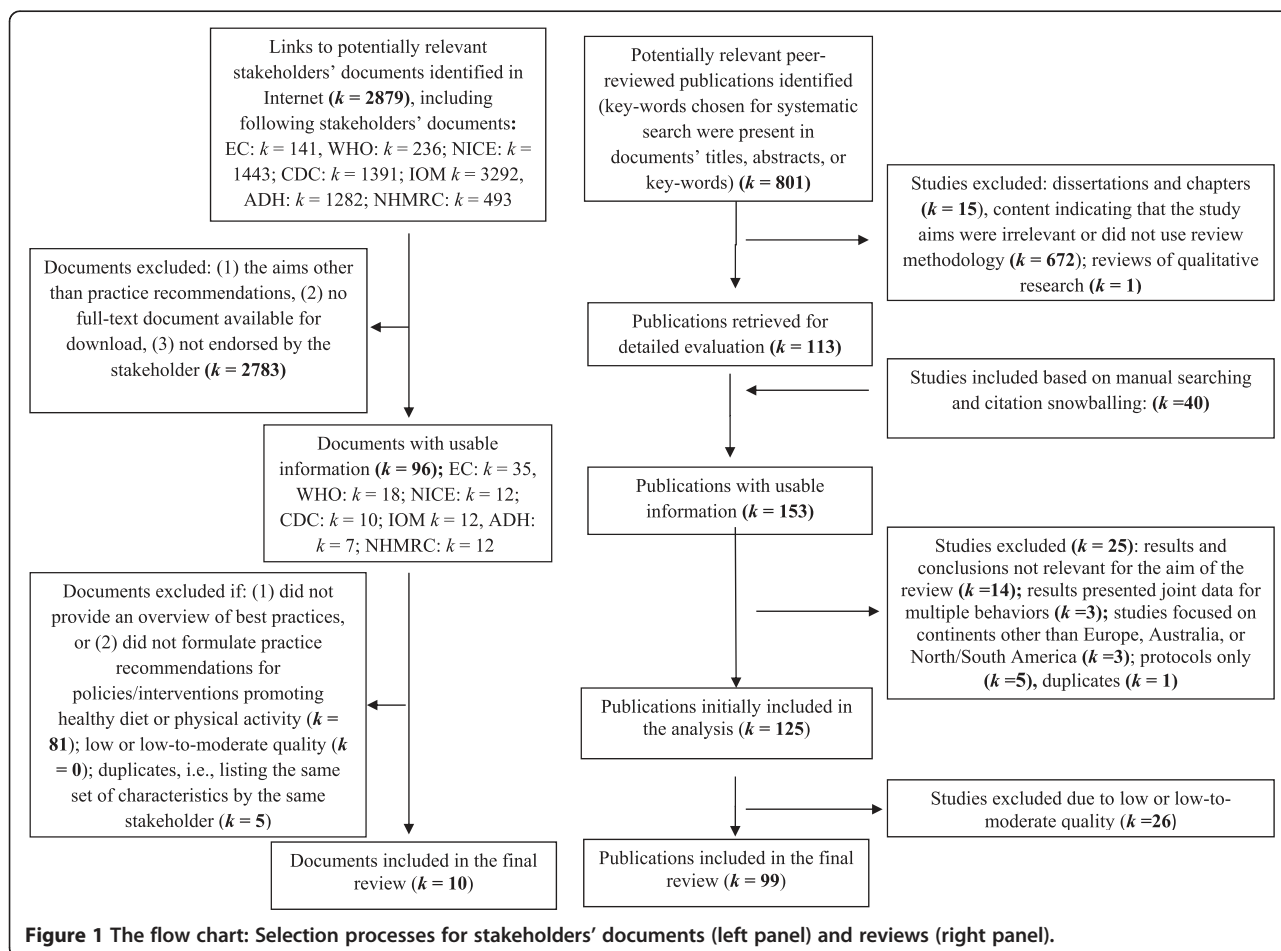 Links to potentially relevant
stakeholders' documents identified in
Internet (k = 2879), including
following stakeholders' documents:
EC: k = 141, WHO: k = 236; NICE: k =
1443; CDC: k = 1391; IOM k = 3292,
ADH: k = 1282; NHMRC: k = 493
Documents excluded: (1) the aims other
than practice recommendations, (2) no
full-text document available for
download, (3) not endorsed by the
stakeholder (k = 2783)
Documents with usable
information (k = 96); EC: k = 35,
WHO: k = 18; NICE: k = 12;
CDC: k = 10; IOM k = 12, ADH:
k = 7; NHMRC: k = 12
Documents excluded if: (1) did not
provide an overview of best practices,
or (2) did not formulate practice
recommendations for
policies/interventions promoting
healthy diet or physical activity (k =
81); low or low-to-moderate quality (k
= 0); duplicates, i.e., listing the same
set of characteristics by the same
stakeholder (k = 5)
Documents included in the final
review (k = 10)
Potentially relevant peer-
reviewed publications identified
(key-words chosen for systematic
search were present in
documents' titles, abstracts, or
key-words) (k = 801)
Studies excluded: dissertations and chapters
(k = 15), content indicating that the study
aims were irrelevant or did not use review
methodology (k = 672); reviews of qualitative
research (k = 1)
Publications retrieved for
detailed evaluation (k = 113)
Studies included based on manual searching
and citation snowballing: (k =40)
Publications with usable
information (k = 153)
Studies excluded (k = 25): results and
conclusions not relevant for the aim of the
review (k =14); results presented joint data for
multiple behaviors (k =3); studies focused on
continents other than Europe, Australia, or
North/South America (k =3); protocols only
(k =5), duplicates (k = 1)
Publications initially included in
the analysis (k = 125)
Studies excluded due to low or low-to-
moderate quality (k =26)
Publications included in the final
review (k = 99)
Figure 1 The flow chart: Selection processes for stakeholders' documents (left panel) and reviews (right panel).